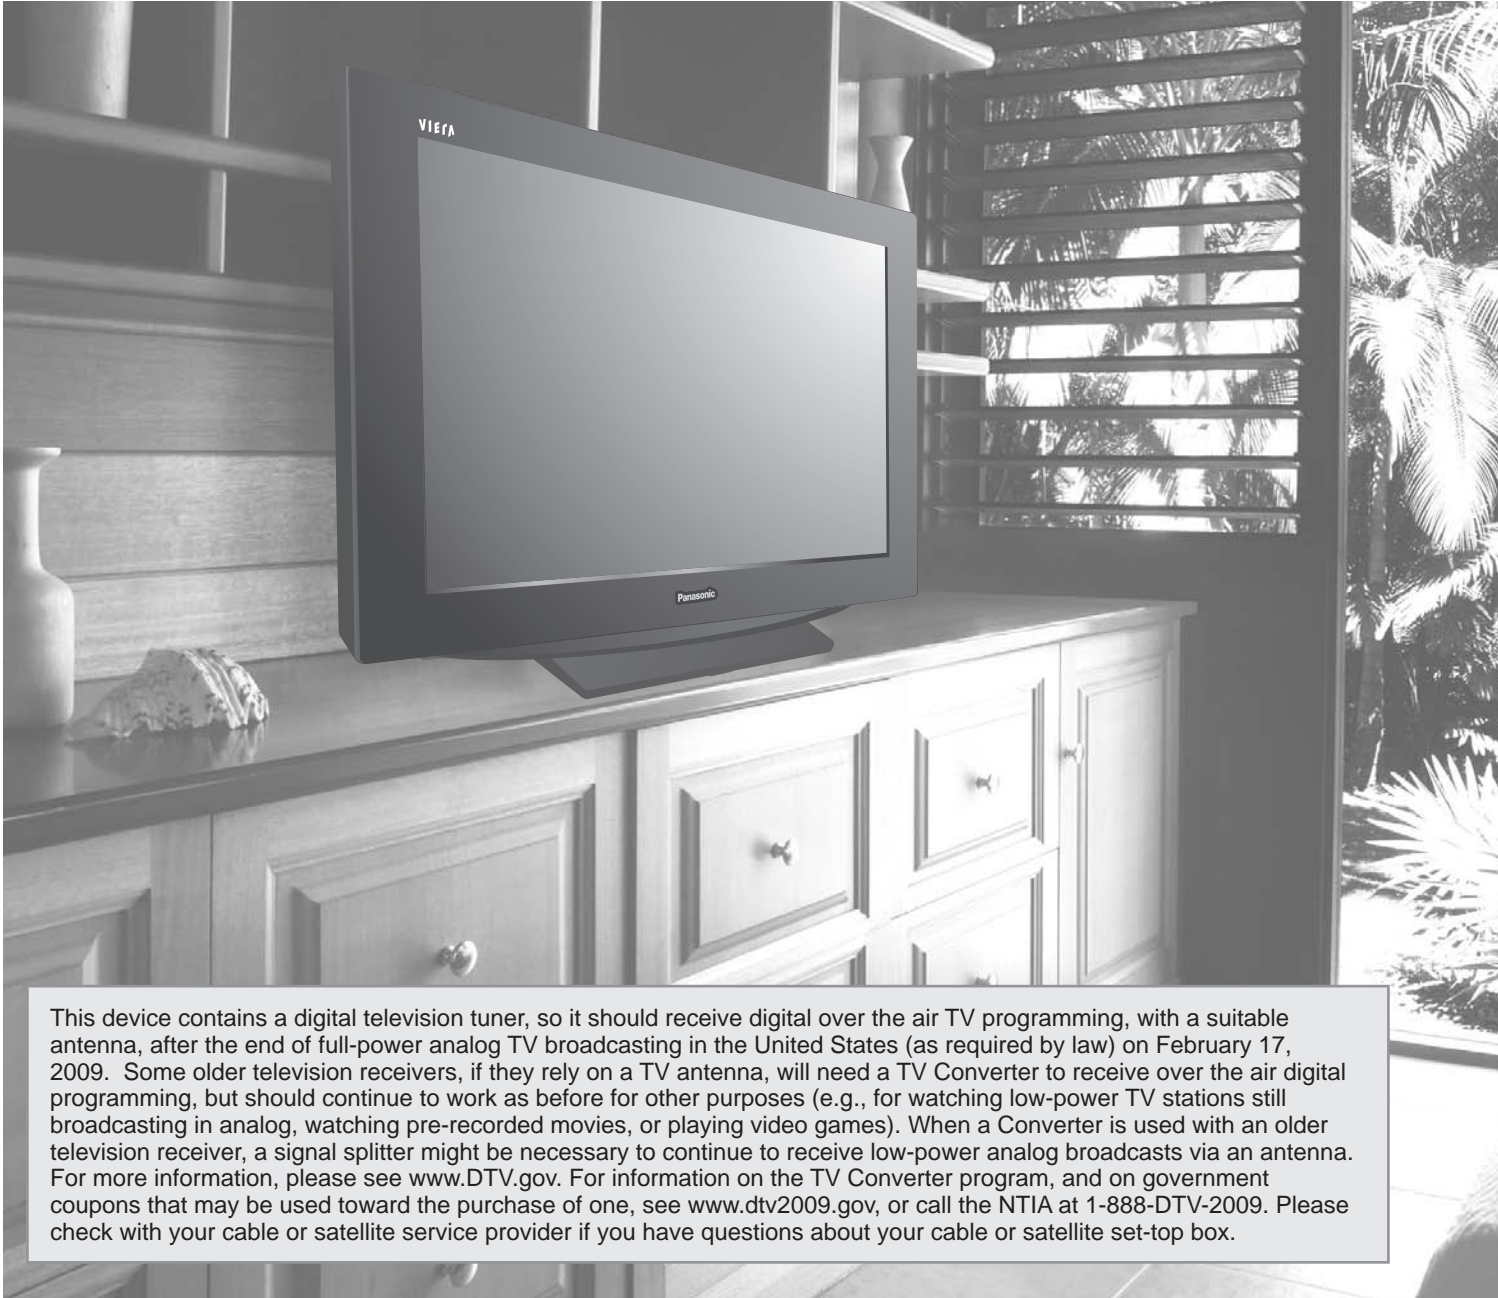 VIERA
Panasonic
This device contains a digital television tuner, so it should receive digital over the air TV programming, with a suitable
antenna, after the end of full-power analog TV broadcasting in the United States (as required by law) on February 17,
2009.  Some older television receivers, if they rely on a TV antenna, will need a TV Converter to receive over the air digital
programming, but should continue to work as before for other purposes (e.g., for watching low-power TV stations still
broadcasting in analog, watching pre-recorded movies, or playing video games). When a Converter is used with an older
television receiver, a signal splitter might be necessary to continue to receive low-power analog broadcasts via an antenna.
For more information, please see www.DTV.gov. For information on the TV Converter program, and on government
coupons that may be used toward the purchase of one, see www.dtv2009.gov, or call the NTIA at 1-888-DTV-2009. Please
check with your cable or satellite service provider if you have questions about your cable or satellite set-top box.